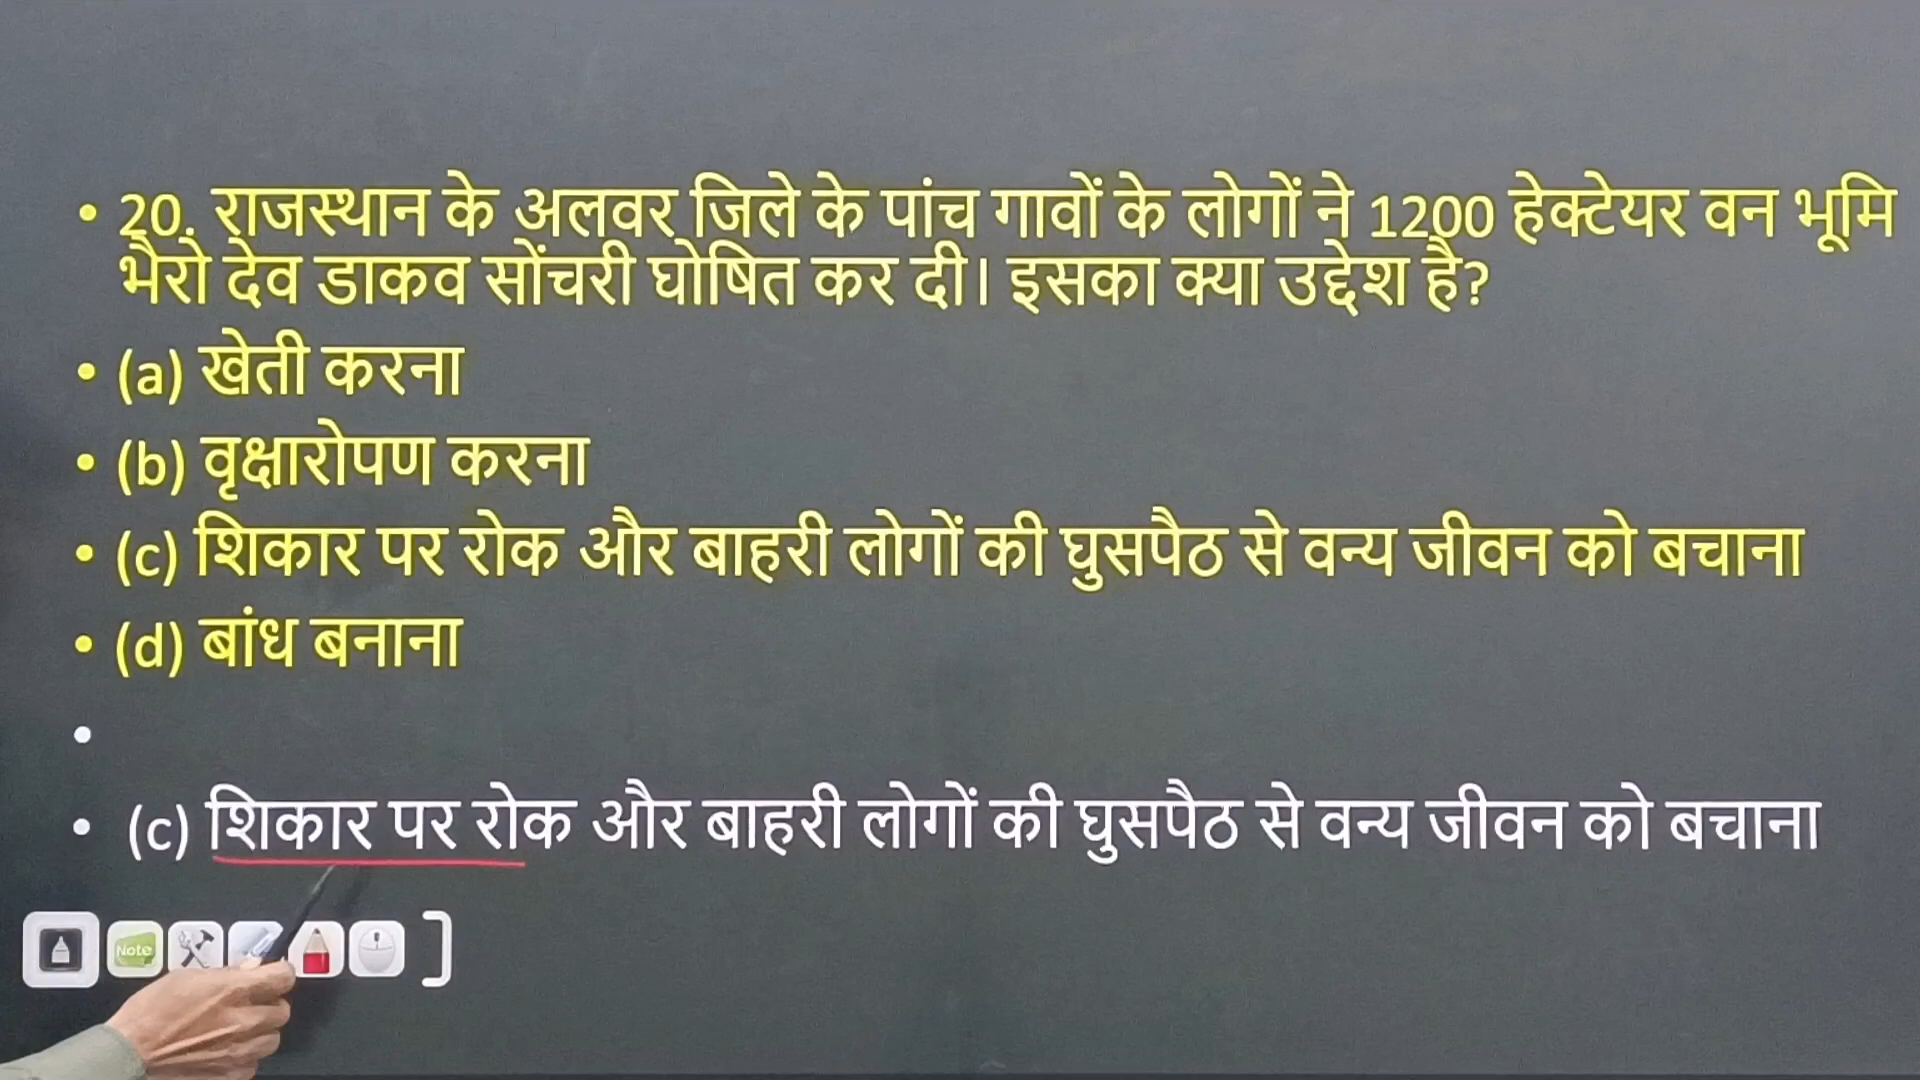 • 20. राजस्थान के अलवर जिले के पांच गावों के लोगों ने 1200 हेक्टेयर वन भूमि
भैरो देव डाकव सोंचरी घोषित कर दी। इसका क्या उद्देश है?
• (a) खेती करना
• (b) वृक्षारोपण करना
• (c) शिकार पर रोक और बाहरी लोगों की घुसपैठ से वन्य जीवन को बचाना
• (d) बांध बनाना
•
• (c) शिकार पर रोक और बाहरी लोगों की घुसपैठ से वन्य जीवन को बचाना
Note